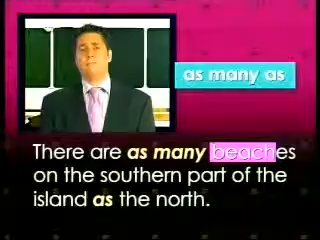 as many as
There are as many beaches
on the southern part of the
island as the north.